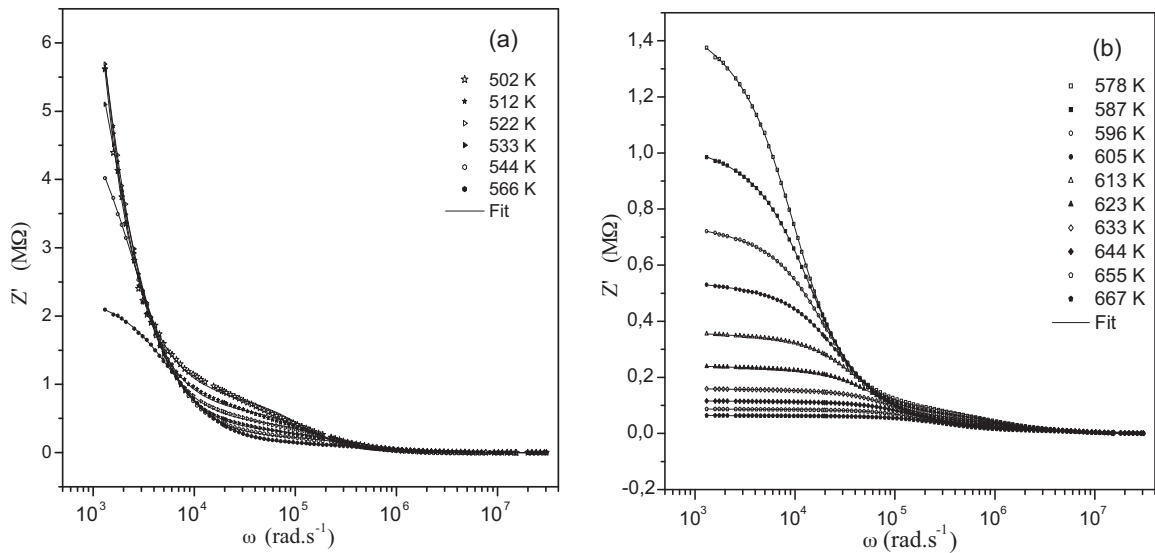 (a)
502 K
512 K
522 K
533 K
544 K
566 K
Fit
6
5
4
3
2
1
0
Z' (MΩ)
10³ 10⁴ 10⁵ 10⁶ 10⁷
ω (rad.s⁻¹)
(b)
578 K
587 K
596 K
605 K
613 K
623 K
633 K
644 K
655 K
667 K
Fit
1,4
1,2
1,0
0,8
0,6
0,4
0,2
0,0
-0,2
Z' (MΩ)
10³ 10⁴ 10⁵ 10⁶ 10⁷
ω (rad.s⁻¹)